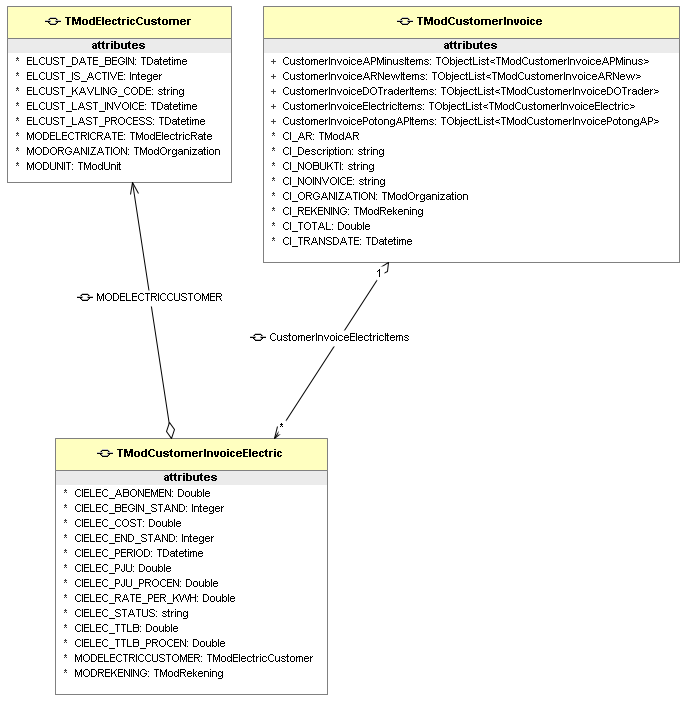 TModElectricCustomer
attributes
* ELCUST_DATE_BEGIN: TDatetime
* ELCUST_IS_ACTIVE: Integer
* ELCUST_KAVLING_CODE: string
* ELCUST_LAST_INVOICE: TDatetime
* ELCUST_LAST_PROCESS: TDatetime
* MODELECTRICRATE: TModElectricRate
* MODORGANIZATION: TModOrganization
* MODUNIT: TModUnit
TModCustomerInvoice
attributes
+ CustomerInvoiceAPMinusItems: TObjectList<TModCustomerInvoiceAPMinus>
+ CustomerInvoiceARNewItems: TObjectList<TModCustomerInvoiceARNew>
+ CustomerInvoiceDOTraderItems: TObjectList<TModCustomerInvoiceDOTrader>
+ CustomerInvoiceElectricItems: TObjectList<TModCustomerInvoiceElectric>
+ CustomerInvoicePotongAPItems: TObjectList<TModCustomerInvoicePotongAP>
* CI_AR: TModAR
* CI_Description: string
* CI_NOBUKTI: string
* CI_NOINVOICE: string
* CI_ORGANIZATION: TModOrganization
* CI_REKENING: TModRekening
* CI_TOTAL: Double
* CI_TRANSDATE: TDatetime
1
MODELECTRICCUSTOMER
CustomerInvoiceElectricItems
*
TModCustomerInvoiceElectric
attributes
* CIELEC_ABONEMEN: Double
* CIELEC_BEGIN_STAND: Integer
* CIELEC_COST: Double
* CIELEC_END_STAND: Integer
* CIELEC_PERIOD: TDatetime
* CIELEC_PJU: Double
* CIELEC_PJU_PROCEN: Double
* CIELEC_RATE_PER_KWH: Double
* CIELEC_STATUS: string
* CIELEC_TTLB: Double
* CIELEC_TTLB_PROCEN: Double
* MODELECTRICCUSTOMER: TModElectricCustomer
* MODREKENING: TModRekening